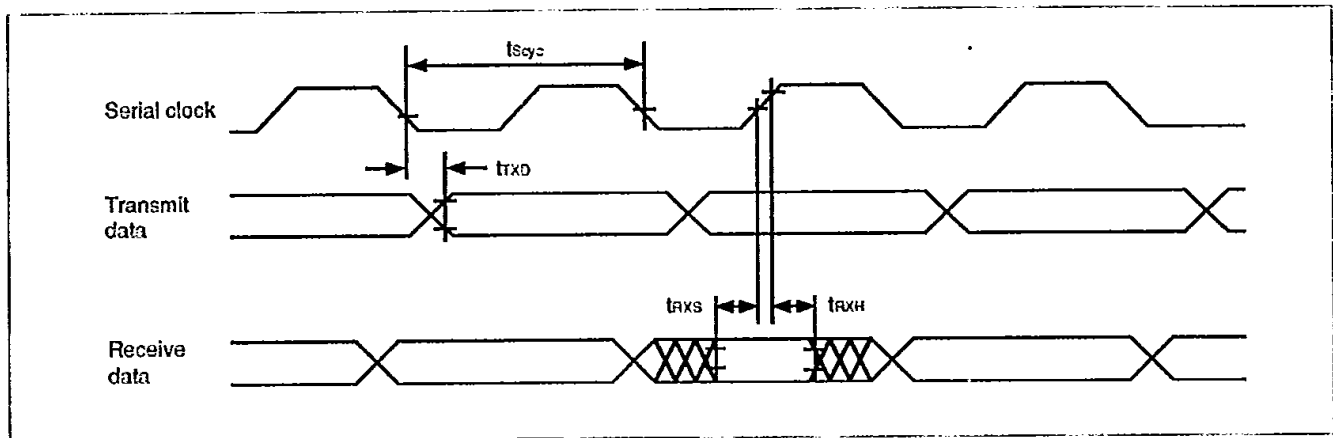 tScyc
Serial clock
tTXD
Transmit
data
tRXS
tRXH
Receive
data